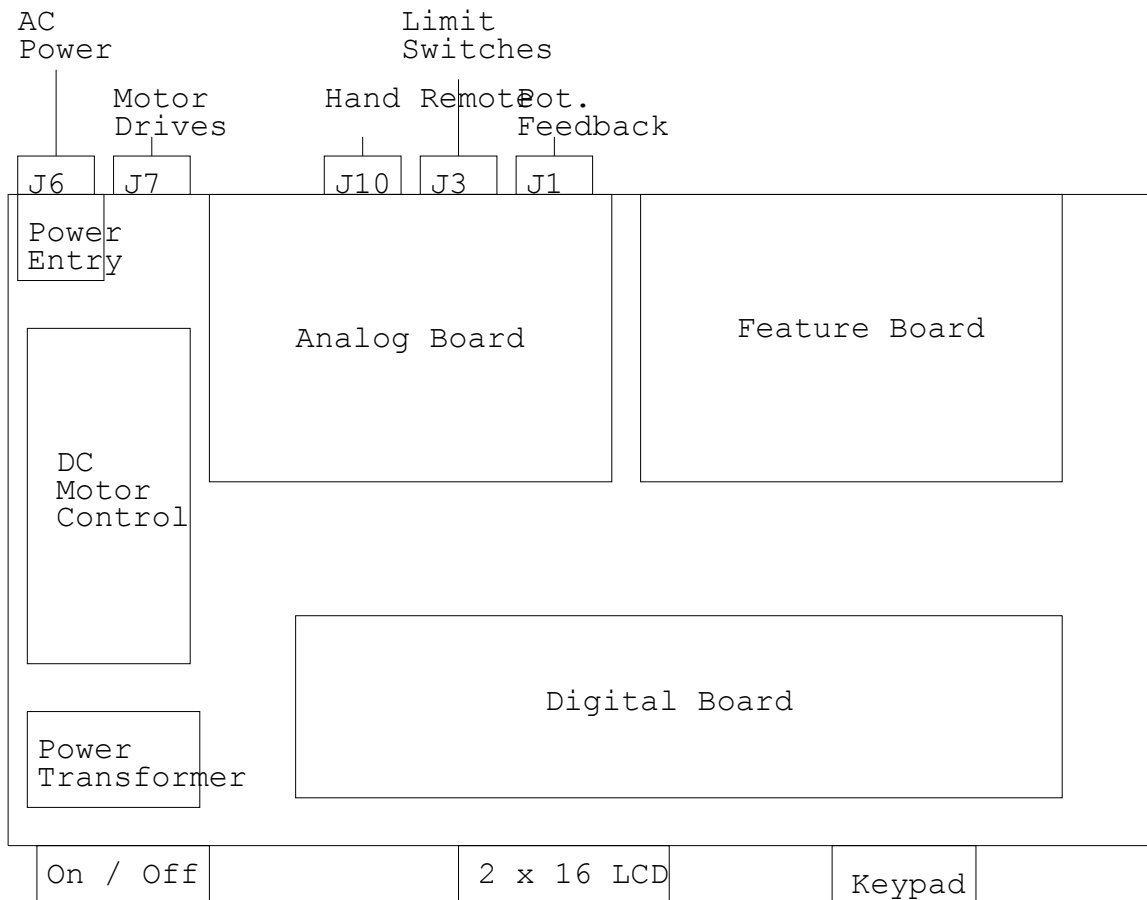 AC
Power
Limit
Switches
Motor
Drives
Hand Remote
Pot.
Feedback
J6
J7
J10
J3
J1
Power
Entry
Analog Board
Feature Board
DC
Motor
Control
Digital Board
Power
Transformer
On / Off
2 x 16 LCD
Keypad